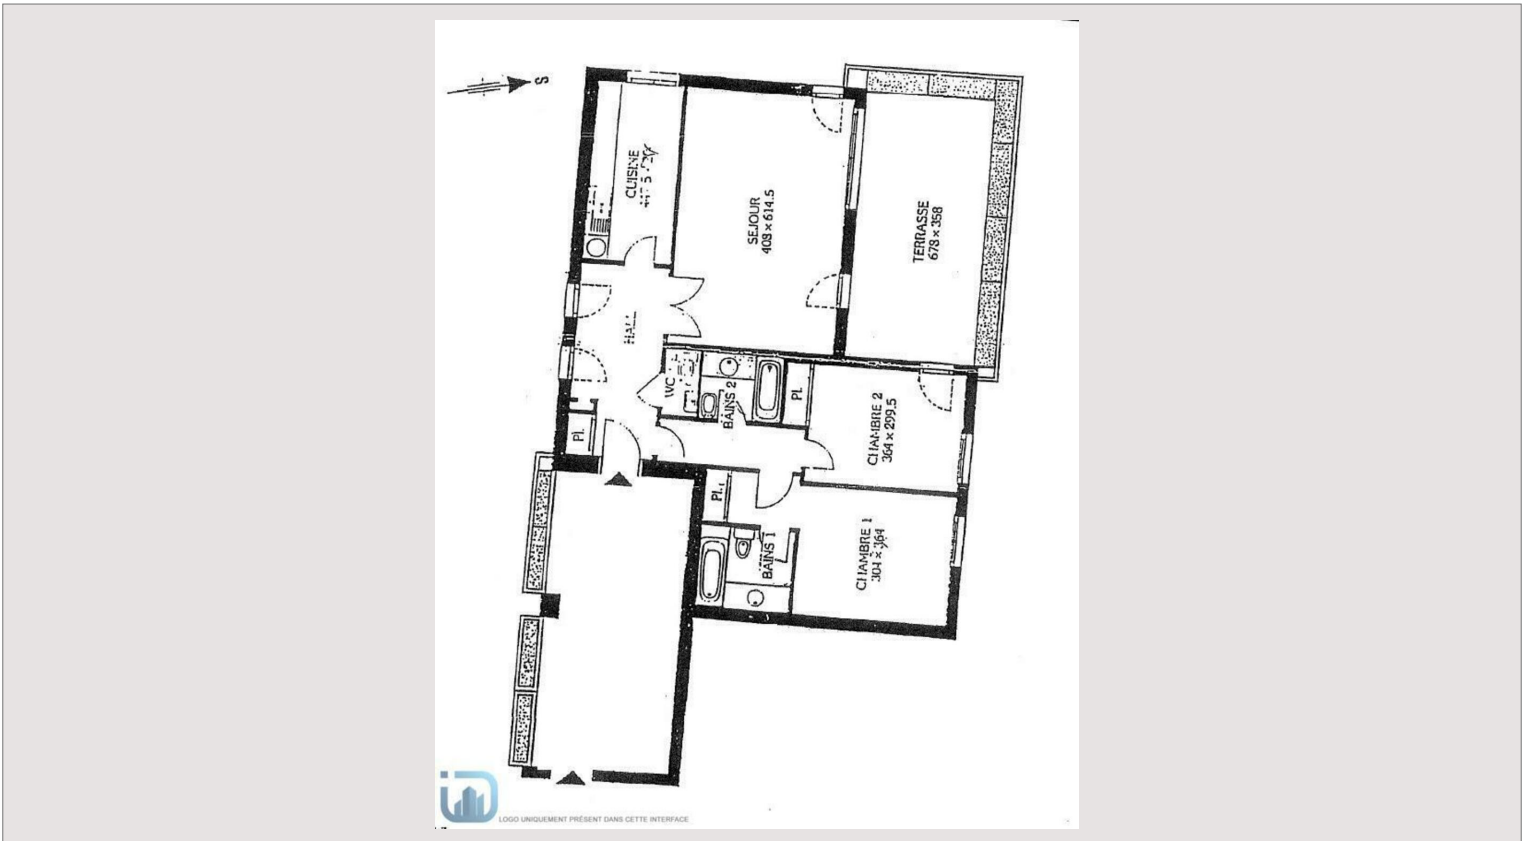 S
CUISINE
SEJOUR
408 × 614.5
TERRASSE
678 × 358
HALL
WC
BAINS 2
Pl.
CHAMBRE 2
364 × 299.5
Pl.
Pl.
BAINS 1
CHAMBRE 1
304 × 364
LOGO UNIQUEMENT PRÉSENT DANS CETTE INTERFACE